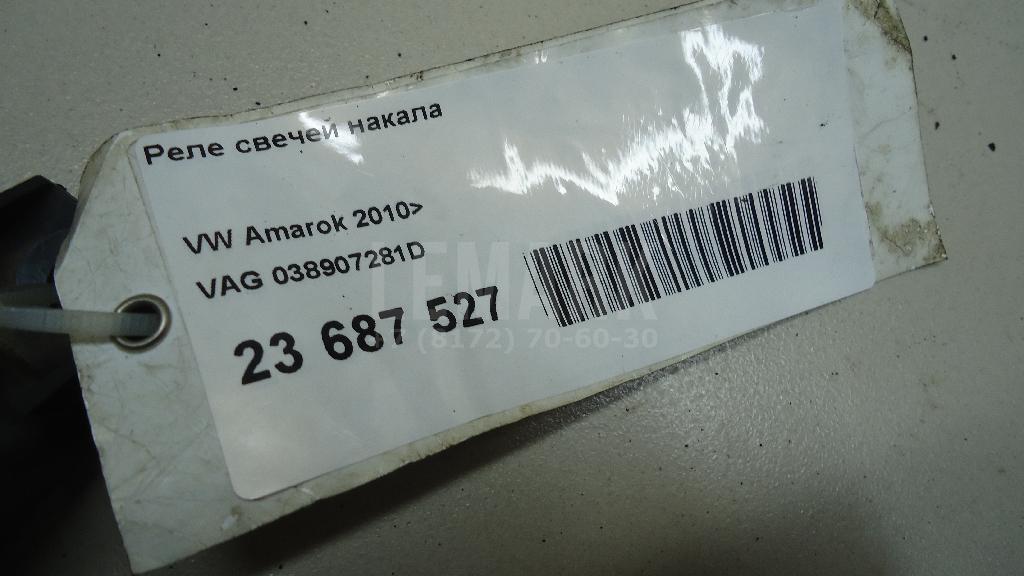 Реле свечей накала
VW Amarok 2010>
VAG 038907281D
23 687 527
(8172) 70-60-30